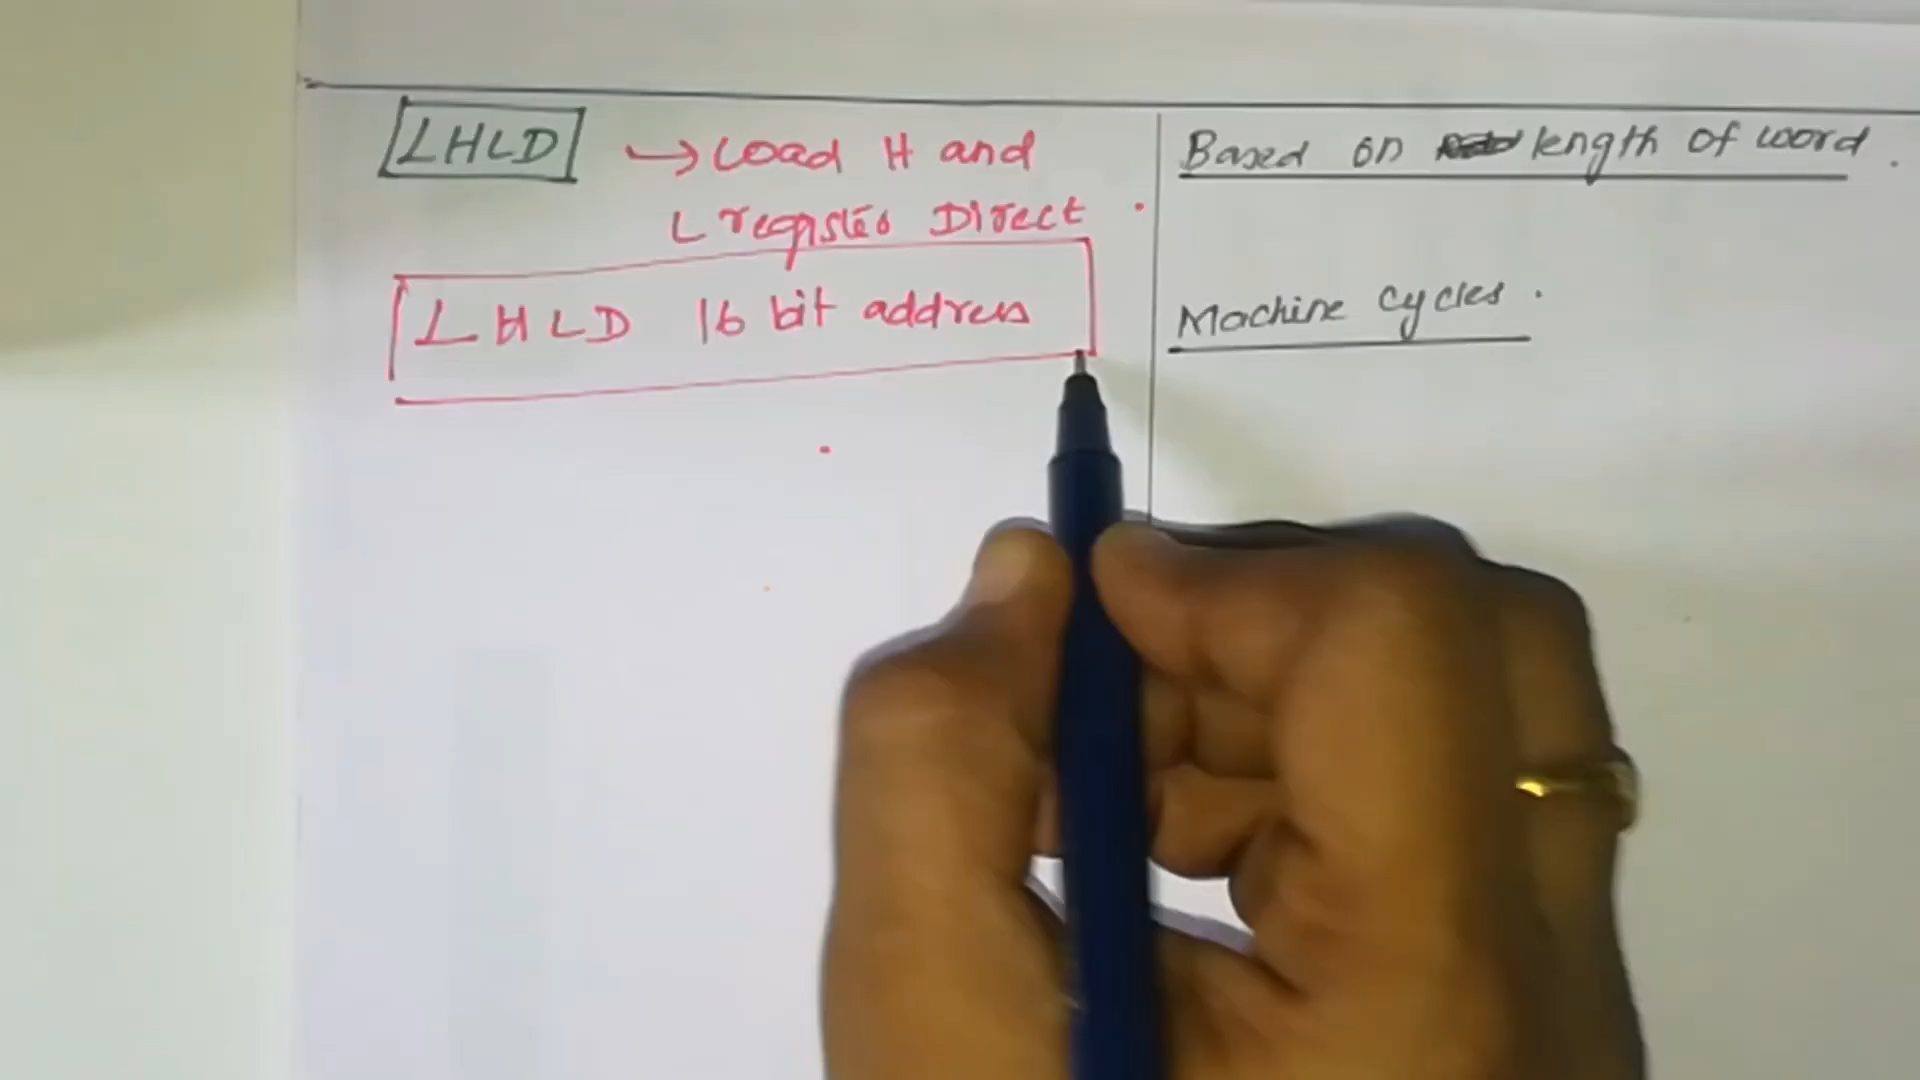 LHLD → Load H and
L register Direct .
LHLD 16 bit address
Based on length of word .
Machine cycles .